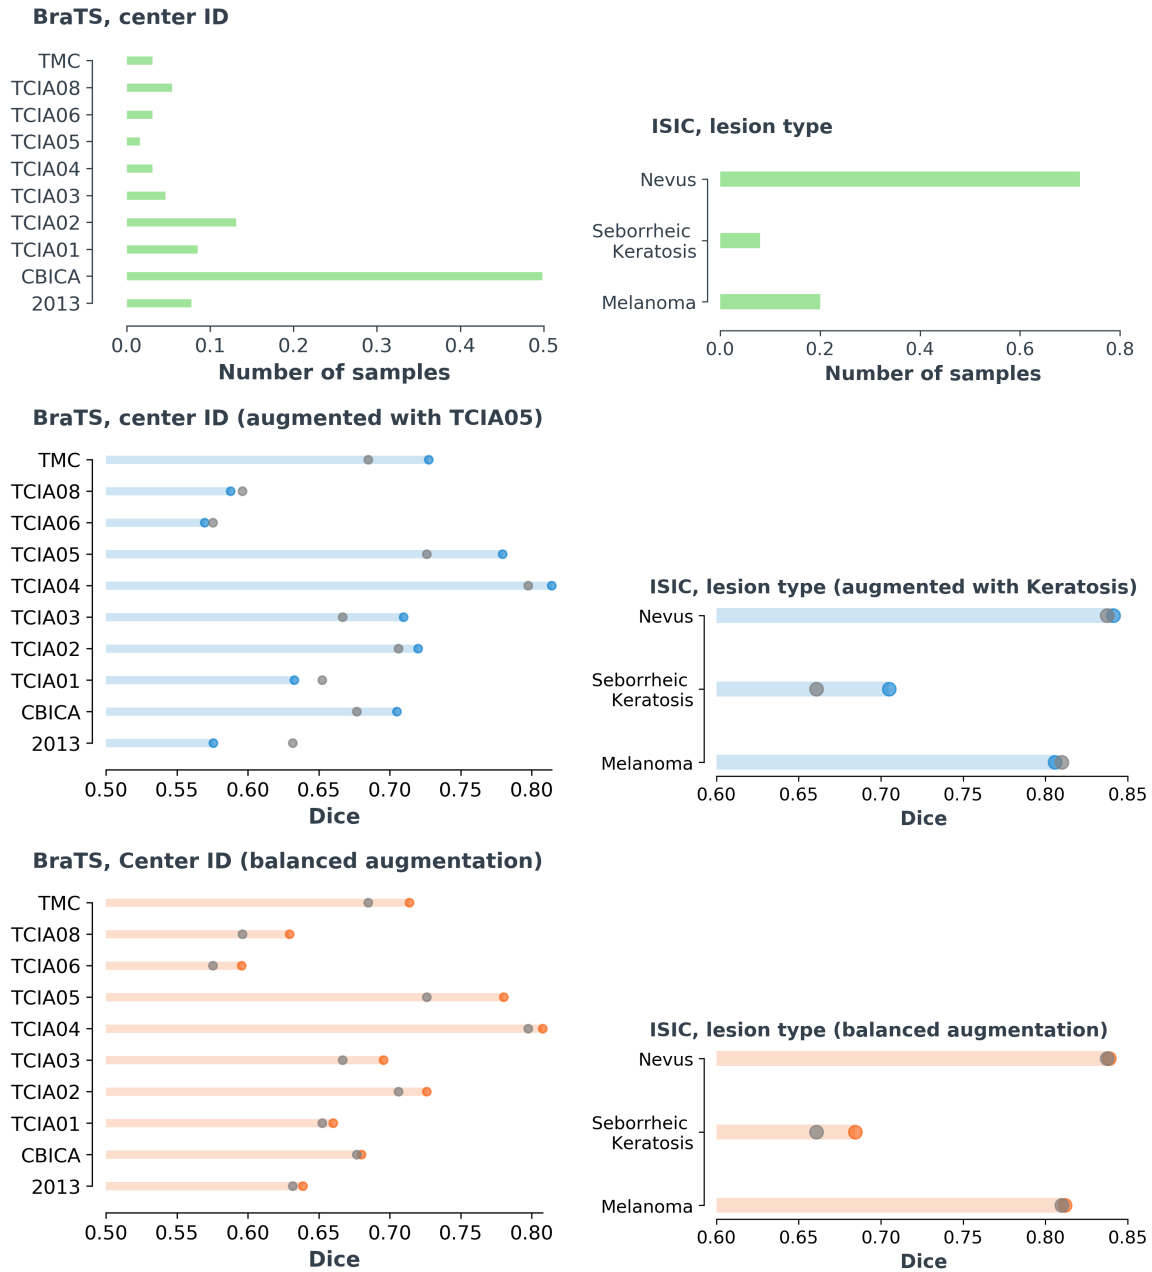 BraTS, center ID
TMC
TCIA08
TCIA06
TCIA05
TCIA04
TCIA03
TCIA02
TCIA01
CBICA
2013
0.0 0.1 0.2 0.3 0.4 0.5
Number of samples
ISIC, lesion type
Nevus
Seborrheic
Keratosis
Melanoma
0.0 0.2 0.4 0.6 0.8
Number of samples
BraTS, center ID (augmented with TCIA05)
TMC
TCIA08
TCIA06
TCIA05
TCIA04
TCIA03
TCIA02
TCIA01
CBICA
2013
0.50 0.55 0.60 0.65 0.70 0.75 0.80
Dice
ISIC, lesion type (augmented with Keratosis)
Nevus
Seborrheic
Keratosis
Melanoma
0.60 0.65 0.70 0.75 0.80 0.85
Dice
BraTS, Center ID (balanced augmentation)
TMC
TCIA08
TCIA06
TCIA05
TCIA04
TCIA03
TCIA02
TCIA01
CBICA
2013
0.50 0.55 0.60 0.65 0.70 0.75 0.80
Dice
ISIC, lesion type (balanced augmentation)
Nevus
Seborrheic
Keratosis
Melanoma
0.60 0.65 0.70 0.75 0.80 0.85
Dice